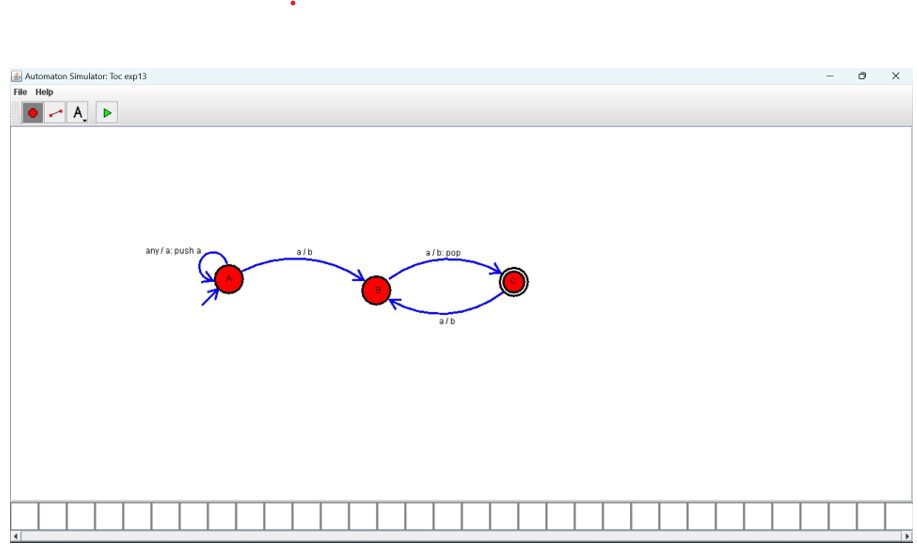 Automaton Simulator: Toc exp13
File Help
A
any / a: push a
a / b
a / b: pop
A
B
C
a / b